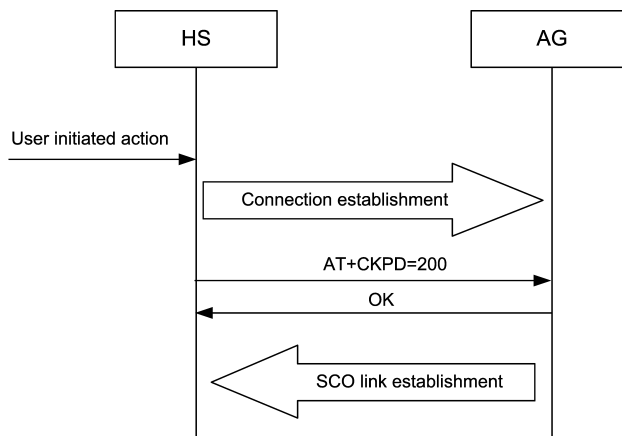 HS
AG
User initiated action
Connection establishment
AT+CKPD=200
OK
SCO link establishment